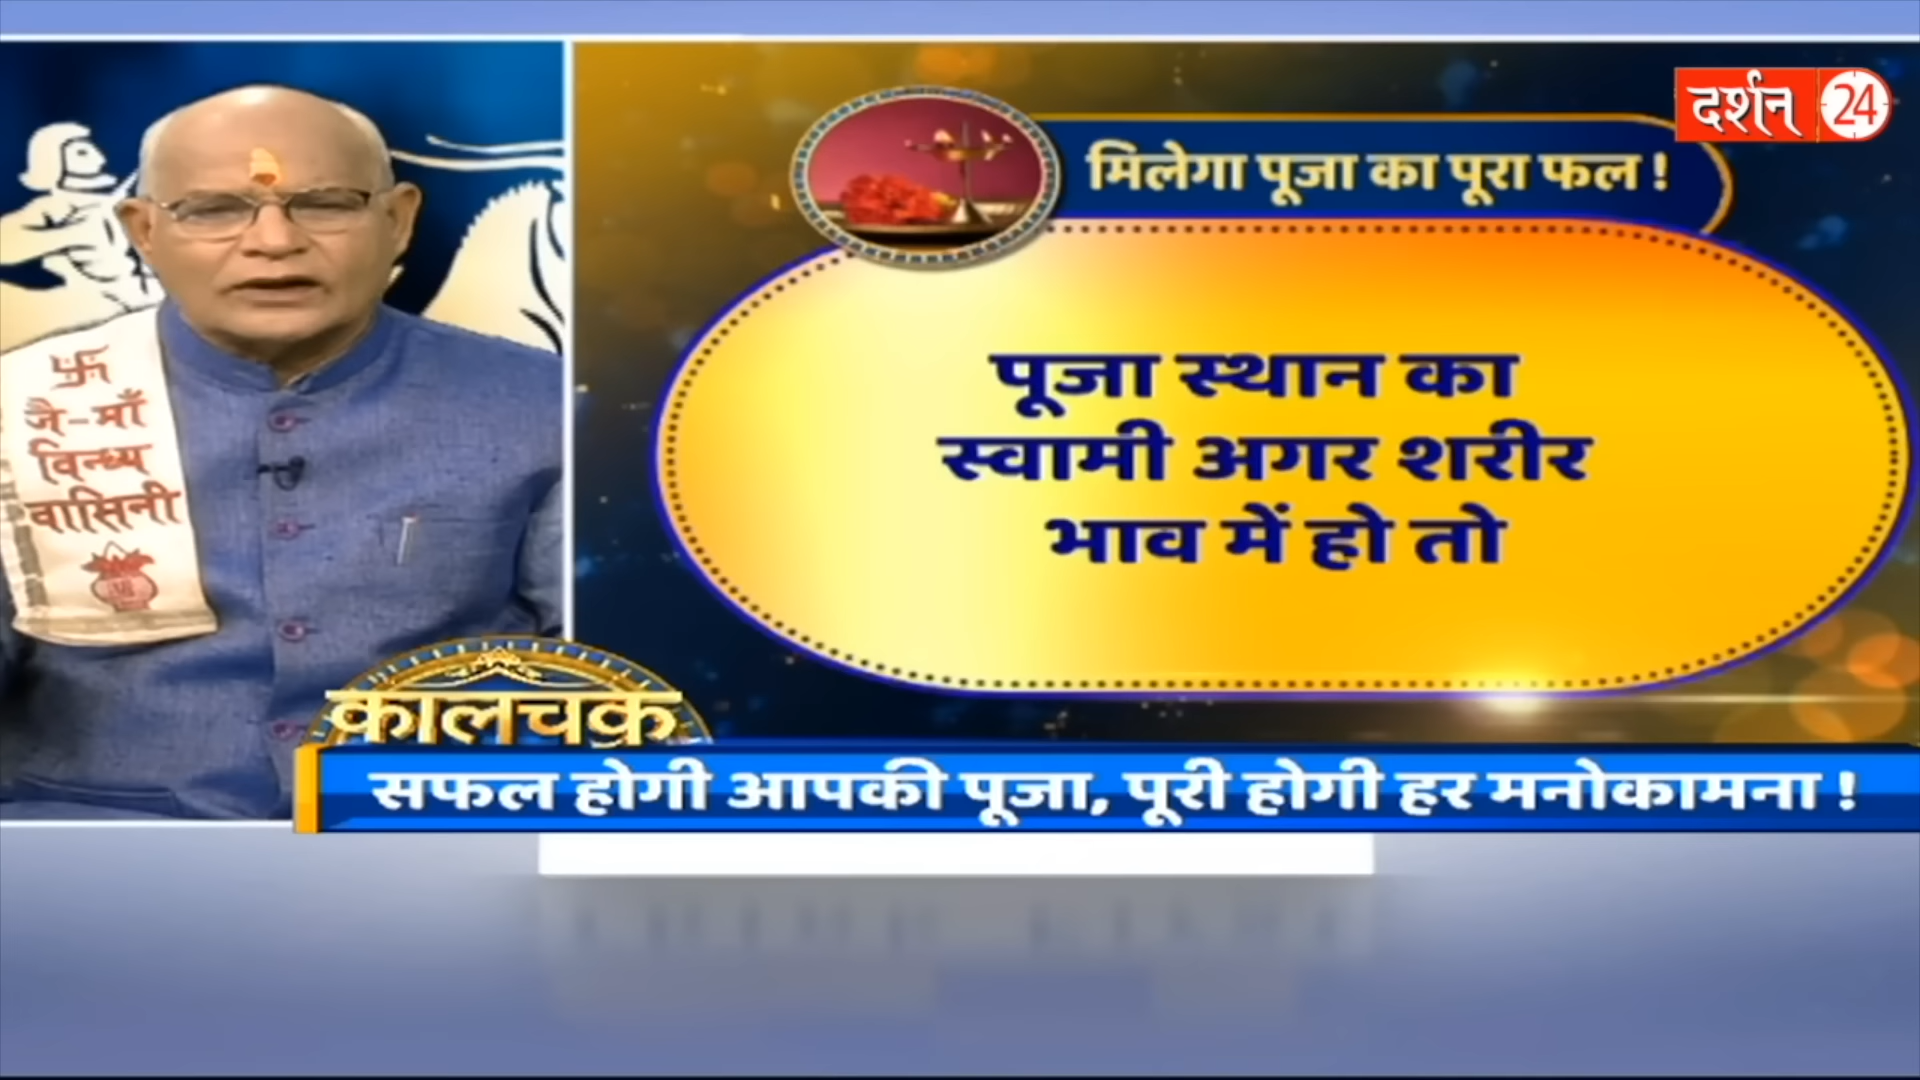 दर्शन 24
मिलेगा पूजा का पूरा फल !
पूजा स्थान का
स्वामी अगर शरीर
भाव में हो तो
जै-माँ
विन्ध्य
वासिनी
कालचक्र
सफल होगी आपकी पूजा, पूरी होगी हर मनोकामना !